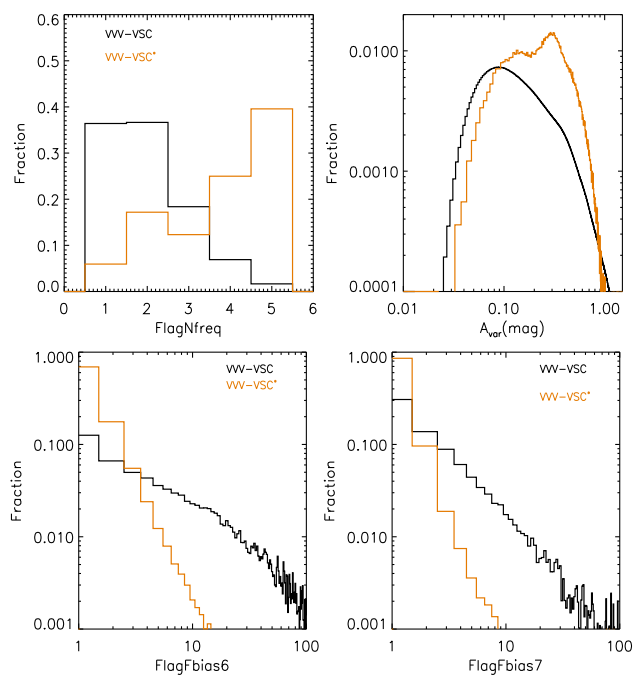 0.6
0.5
0.4
0.3
0.2
0.1
0.0
Fraction
VVV-VSC
VVV-VSC*
0 1 2 3 4 5 6
FlagNfreq
0.0100
0.0010
0.0001
Fraction
0.01 0.10 1.00
Avar(mag)
1.000
0.100
0.010
0.001
Fraction
VVV-VSC
VVV-VSC*
1 10 100
FlagFbias6
1.000
0.100
0.010
0.001
Fraction
VVV-VSC
VVV-VSC*
1 10 100
FlagFbias7